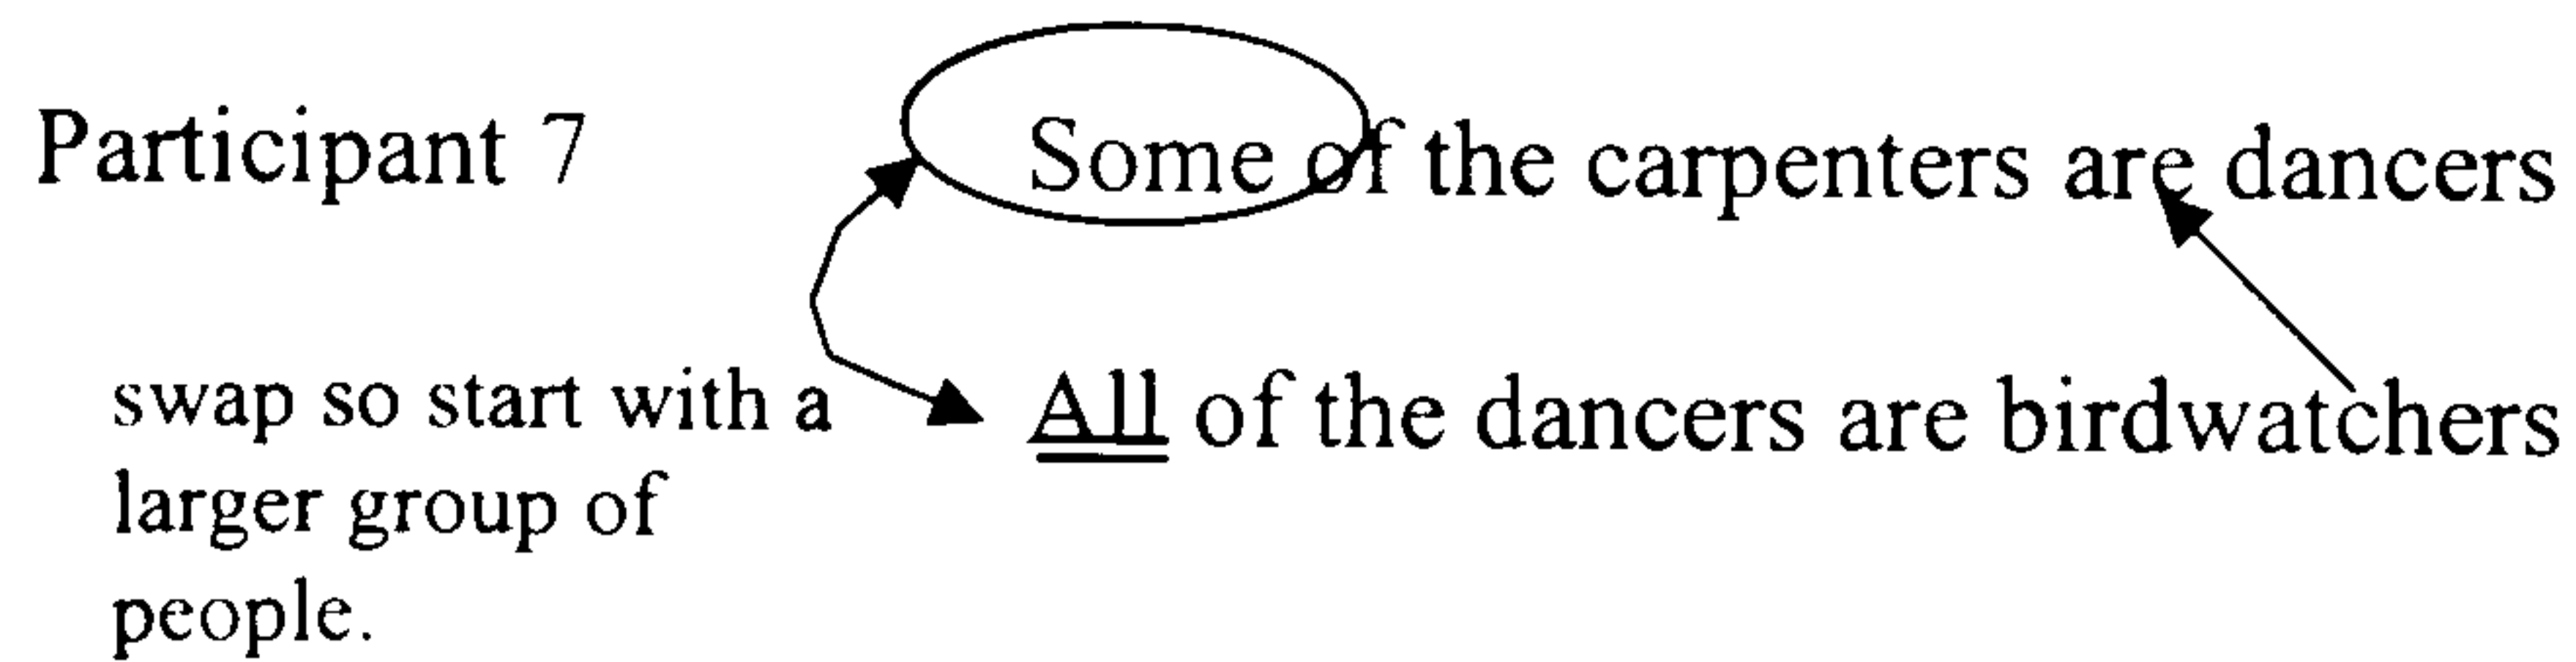 Participant 7 Some of the carpenters are dancers
swap so start with a All of the dancers are birdwatchers
larger group of
people.